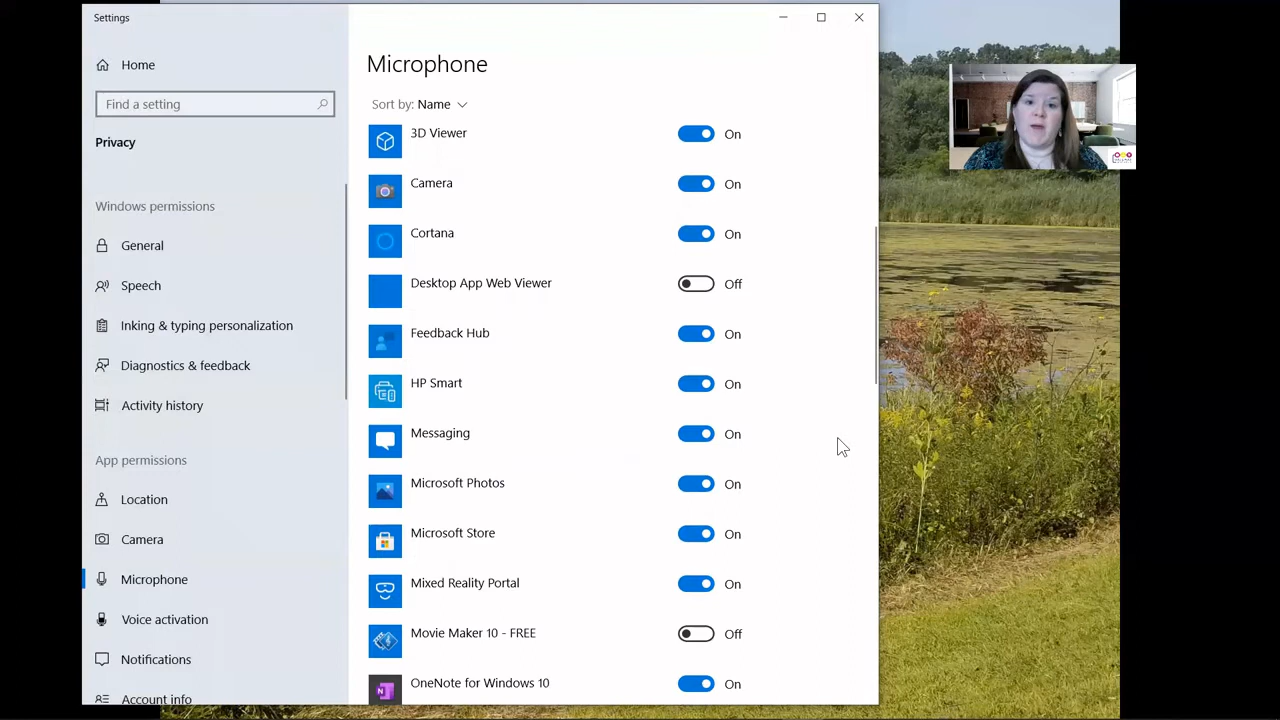 Settings
Home
Find a setting
Privacy
Windows permissions
General
Speech
Inking & typing personalization
Diagnostics & feedback
Activity history
App permissions
Location
Camera
Microphone
Voice activation
Notifications
Account info
Microphone
Sort by: Name
3D Viewer On
Camera On
Cortana On
Desktop App Web Viewer Off
Feedback Hub On
HP Smart On
Messaging On
Microsoft Photos On
Microsoft Store On
Mixed Reality Portal On
Movie Maker 10 - FREE Off
OneNote for Windows 10 On